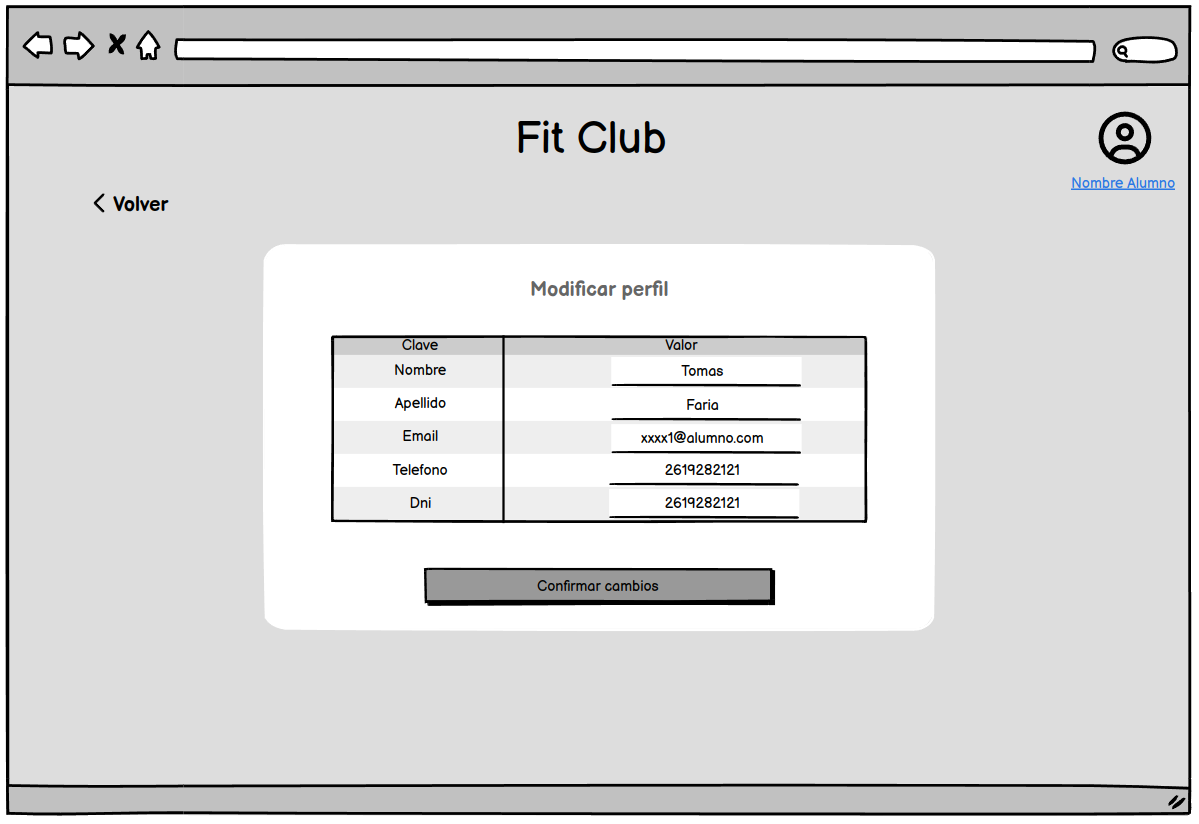 Fit Club
Nombre Alumno
Volver
Modificar perfil
Clave Valor
Nombre Tomas
Apellido Faria
Email xxxx1@alumno.com
Telefono 2619282121
Dni 2619282121
Confirmar cambios